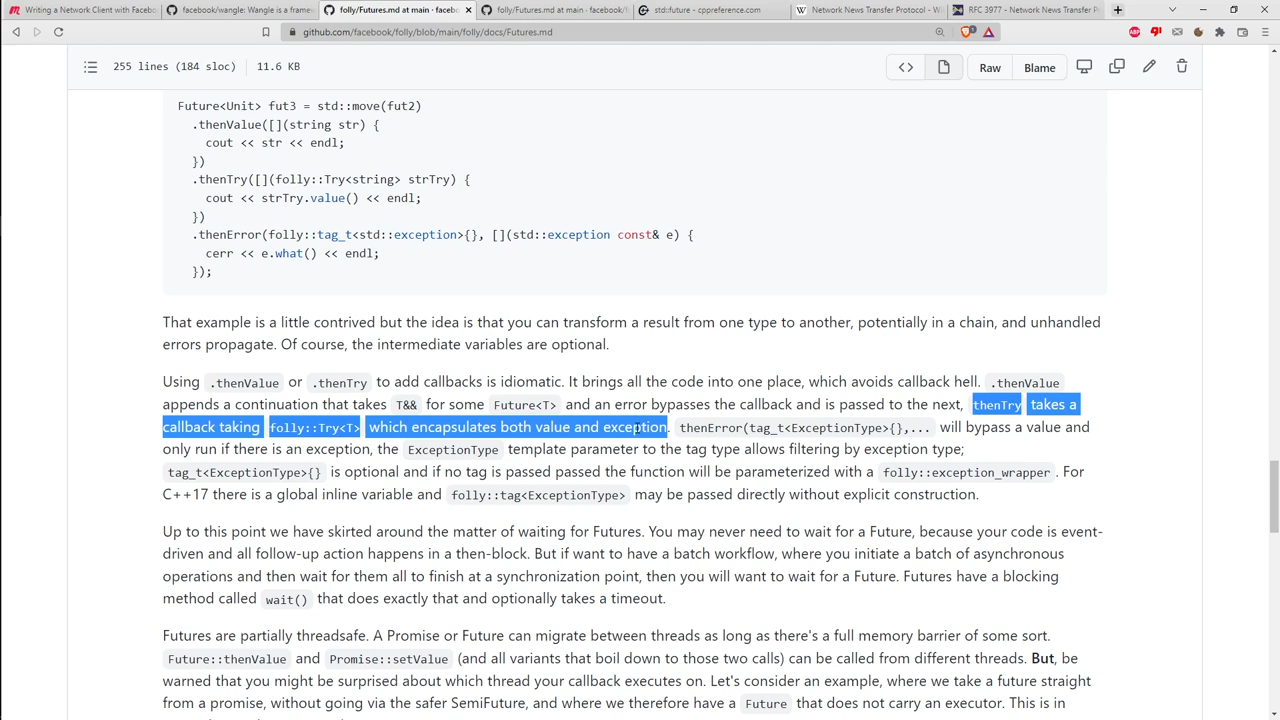 Writing a Network Client with Faceb
facebook/wangle: Wangle is a frame
folly/Futures.md at main · facebo
folly/Futures.md at main · facebook/f
std::future - cppreference.com
Network News Transfer Protocol - Wi
RFC 3977 - Network News Transfer P
github.com/facebook/folly/blob/main/folly/docs/Futures.md
255 lines (184 sloc) 11.6 KB
Raw
Blame
Future<Unit> fut3 = std::move(fut2)
.thenValue([](string str) {
cout << str << endl;
})
.thenTry([](folly::Try<string> strTry) {
cout << strTry.value() << endl;
})
.thenError(folly::tag_t<std::exception>{}, [](std::exception const& e) {
cerr << e.what() << endl;
});
That example is a little contrived but the idea is that you can transform a result from one type to another, potentially in a chain, and unhandled
errors propagate. Of course, the intermediate variables are optional.
Using .thenValue or .thenTry to add callbacks is idiomatic. It brings all the code into one place, which avoids callback hell. .thenValue
appends a continuation that takes T&& for some Future<T> and an error bypasses the callback and is passed to the next, thenTry takes a
callback taking folly::Try<T> which encapsulates both value and exception. thenError(tag_t<ExceptionType>{},... will bypass a value and
only run if there is an exception, the ExceptionType template parameter to the tag type allows filtering by exception type;
tag_t<ExceptionType>{} is optional and if no tag is passed passed the function will be parameterized with a folly::exception_wrapper. For
C++17 there is a global inline variable and folly::tag<ExceptionType> may be passed directly without explicit construction.
Up to this point we have skirted around the matter of waiting for Futures. You may never need to wait for a Future, because your code is event-
driven and all follow-up action happens in a then-block. But if want to have a batch workflow, where you initiate a batch of asynchronous
operations and then wait for them all to finish at a synchronization point, then you will want to wait for a Future. Futures have a blocking
method called wait() that does exactly that and optionally takes a timeout.
Futures are partially threadsafe. A Promise or Future can migrate between threads as long as there's a full memory barrier of some sort.
Future::thenValue and Promise::setValue (and all variants that boil down to those two calls) can be called from different threads. But, be
warned that you might be surprised about which thread your callback executes on. Let's consider an example, where we take a future straight
from a promise, without going via the safer SemiFuture, and where we therefore have a Future that does not carry an executor. This is in